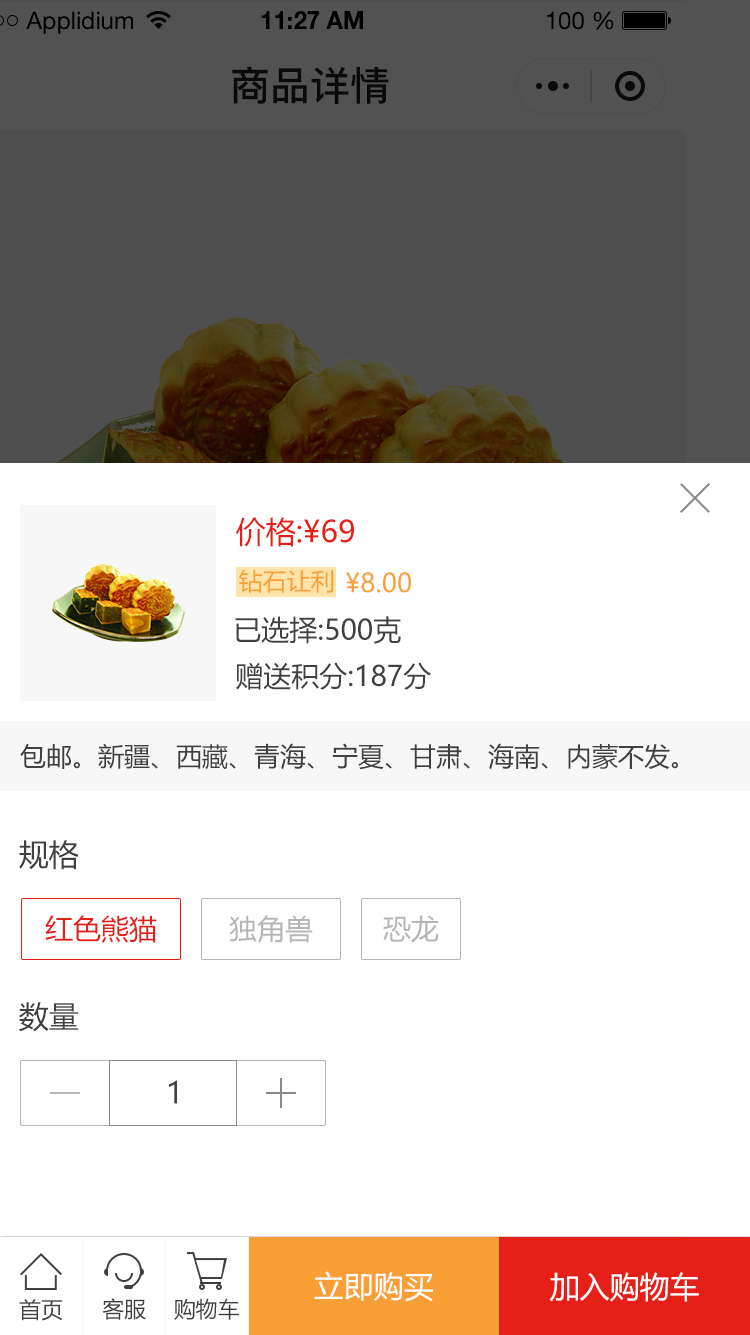 Applidium 11:27 AM 100 %
商品详情
价格:¥69
钻石让利 ¥8.00
已选择:500克
赠送积分:187分
包邮。新疆、西藏、青海、宁夏、甘肃、海南、内蒙不发。
规格
红色熊猫 独角兽 恐龙
数量
1
首页 客服 购物车 立即购买 加入购物车